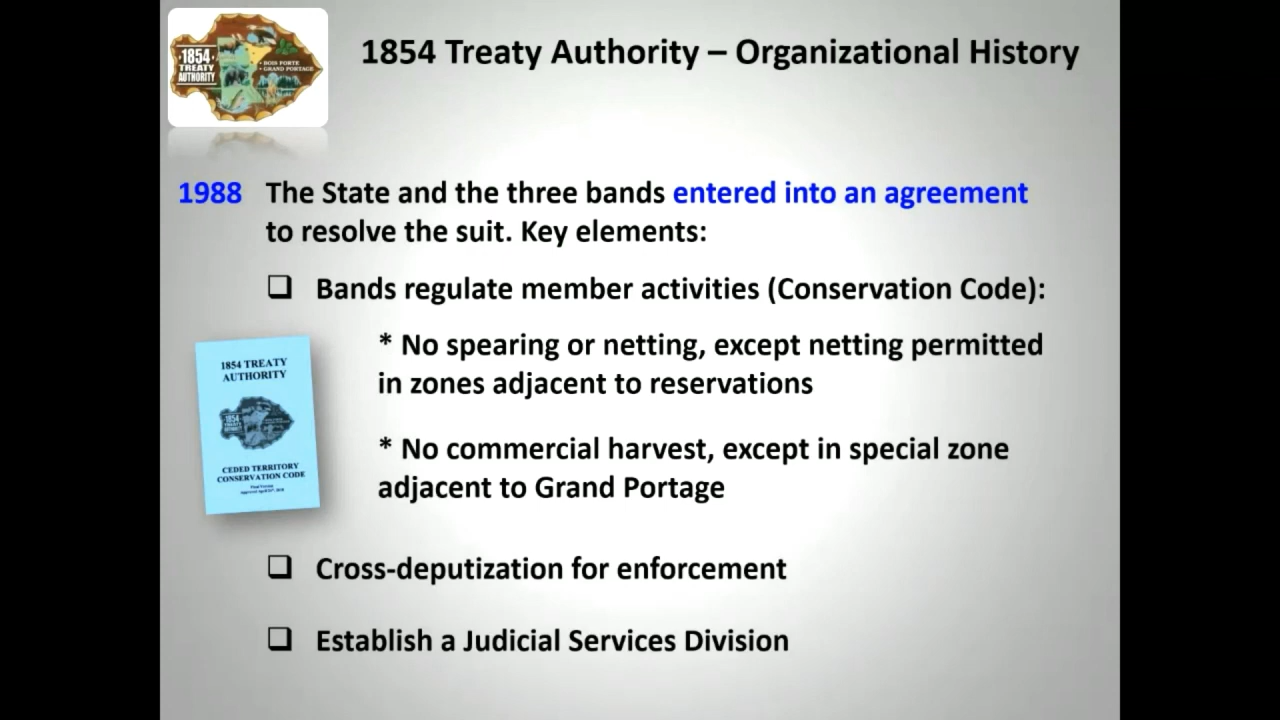 1854
TREATY
AUTHORITY
• BOIS FORTE
• GRAND PORTAGE
1854 Treaty Authority – Organizational History
1988 The State and the three bands entered into an agreement
to resolve the suit. Key elements:
❑ Bands regulate member activities (Conservation Code):
* No spearing or netting, except netting permitted
in zones adjacent to reservations
* No commercial harvest, except in special zone
adjacent to Grand Portage
1854 TREATY
AUTHORITY
1854
CEDED TERRITORY
CONSERVATION CODE
❑ Cross-deputization for enforcement
❑ Establish a Judicial Services Division